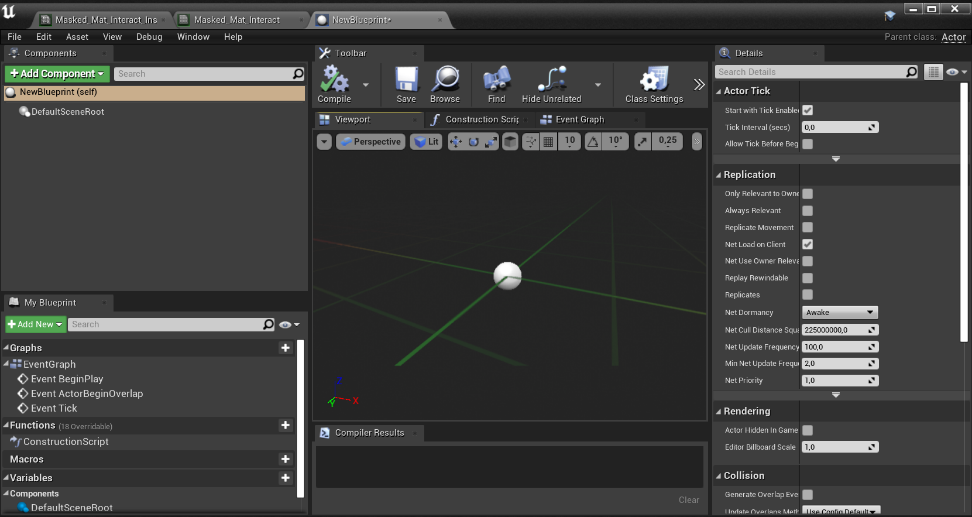 Masked_Mat_Interact_Ins
Masked_Mat_Interact
NewBlueprint*
File Edit Asset View Debug Window Help
Parent class: Actor
Components
+Add Component
Search
NewBlueprint (self)
DefaultSceneRoot
My Blueprint
+Add New
Search
Graphs
EventGraph
Event BeginPlay
Event ActorBeginOverlap
Event Tick
Functions (18 Overridable)
ConstructionScript
Macros
Variables
Components
DefaultSceneRoot
Toolbar
Compile
Save
Browse
Find
Hide Unrelated
Class Settings
Viewport
Construction Scrip
Event Graph
Perspective
Lit
10
10°
0,25
Z
X
Y
Compiler Results
Clear
Details
Search Details
Actor Tick
Start with Tick Enable
Tick Interval (secs) 0,0
Allow Tick Before Beg
Replication
Only Relevant to Owne
Always Relevant
Replicate Movement
Net Load on Client
Net Use Owner Releva
Replay Rewindable
Replicates
Net Dormancy Awake
Net Cull Distance Squa 225000000,0
Net Update Frequency 100,0
Min Net Update Frequ 2,0
Net Priority 1,0
Rendering
Actor Hidden In Game
Editor Billboard Scale 1,0
Collision
Generate Overlap Eve
Update Overlaps Meth Use Config Default